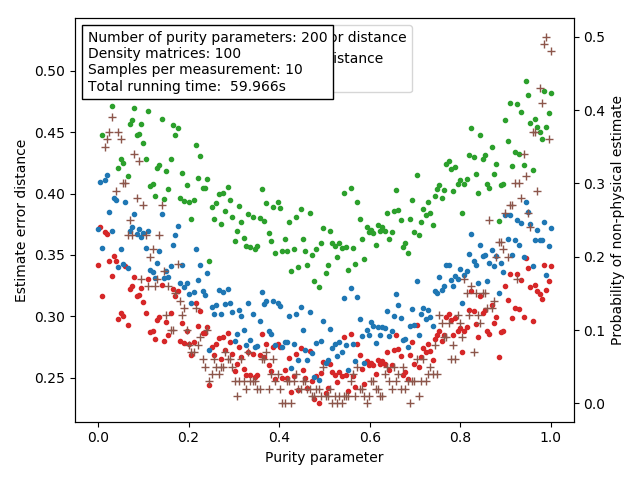 Number of purity parameters: 200 or distance
Density matrices: 100
istance
Samples per measurement: 10
Total running time:  59.966s
0.50
0.45
0.40
0.35
0.30
0.25
Estimate error distance
0.5
0.4
0.3
0.2
0.1
0.0
Probability of non-physical estimate
0.0 0.2 0.4 0.6 0.8 1.0
Purity parameter